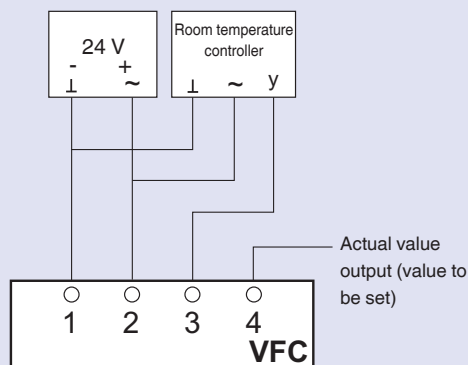 24 V
- +
⊥ ~
Room temperature
controller
⊥ ~ y
Actual value
output (value to
be set)
1 2 3 4
VFC